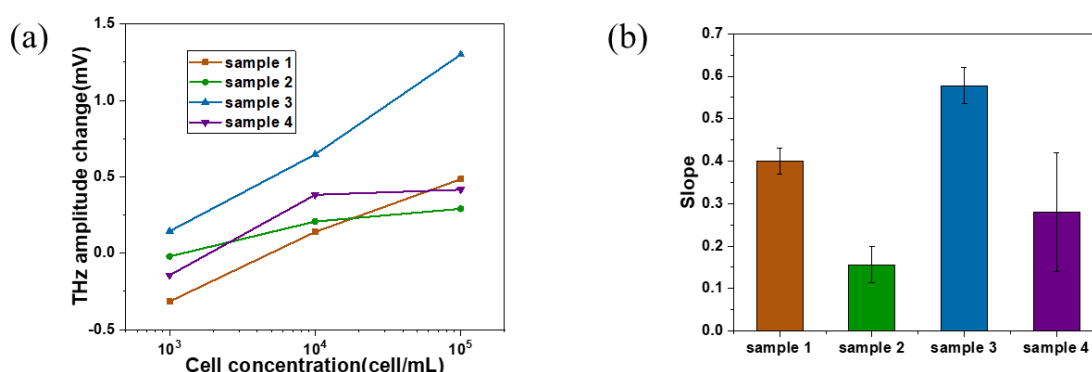 (a)
THz amplitude change(mV)
1.5
1.0
0.5
0.0
-0.5
sample 1
sample 2
sample 3
sample 4
10³
10⁴
10⁵
Cell concentration(cell/mL)
(b)
Slope
0.7
0.6
0.5
0.4
0.3
0.2
0.1
0.0
sample 1
sample 2
sample 3
sample 4